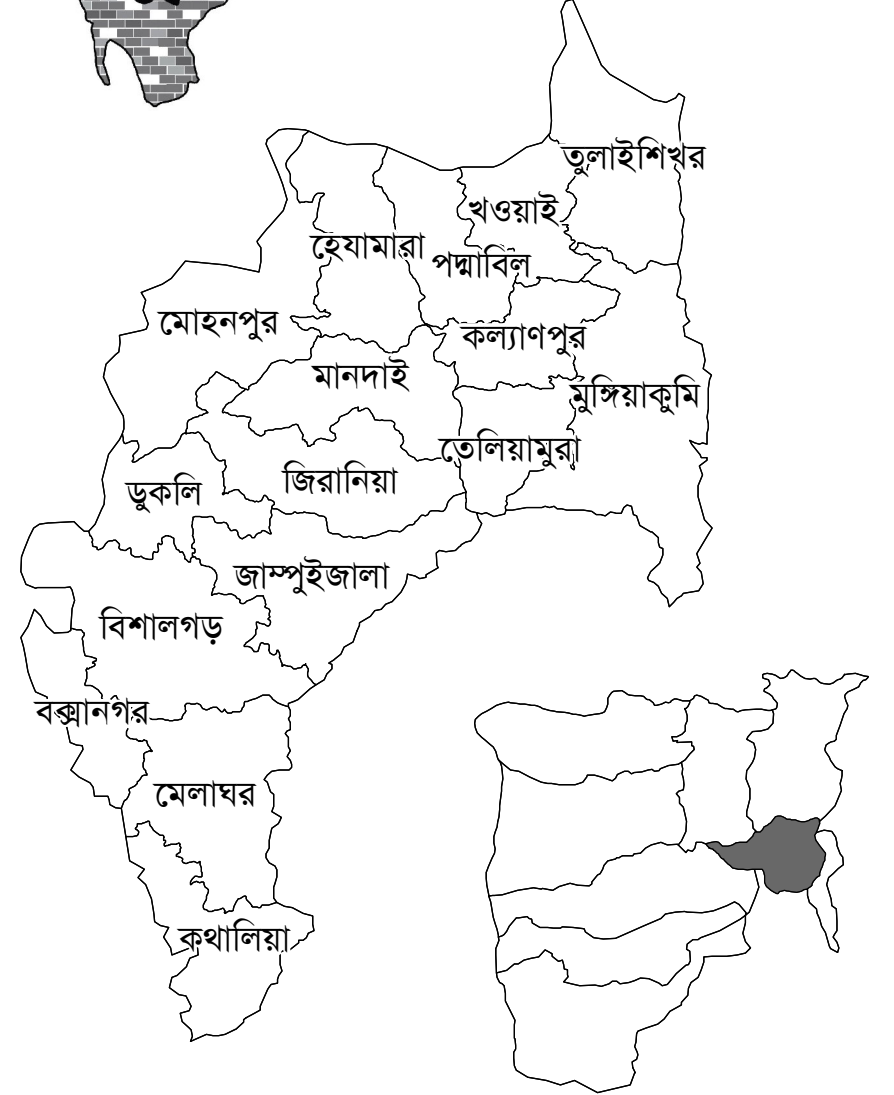 তুলাইশিখর
খওয়াই
হেযামারা
পদ্মাবিল
মোহনপুর
কল্যাণপুর
মানদাই
মুঙ্গিয়াকুমি
তেলিয়ামুরা
জিরানিয়া
ডুকলি
জাম্পুইজালা
বিশালগড়
বক্সানগর
মেলাঘর
কথালিয়া